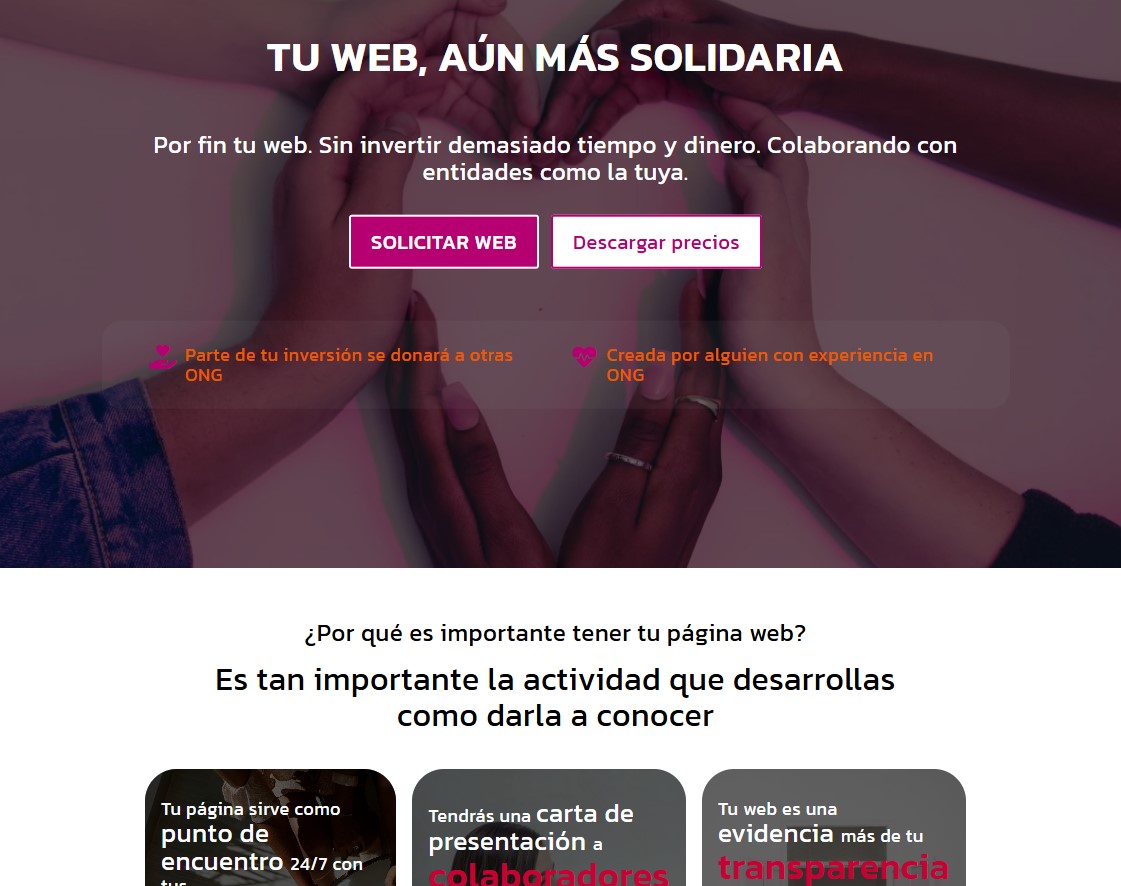 TU WEB, AÚN MÁS SOLIDARIA
Por fin tu web. Sin invertir demasiado tiempo y dinero. Colaborando con
entidades como la tuya.
SOLICITAR WEB
Descargar precios
Parte de tu inversión se donará a otras
ONG
Creada por alguien con experiencia en
ONG
¿Por qué es importante tener tu página web?
Es tan importante la actividad que desarrollas
como darla a conocer
Tu página sirve como
punto de
encuentro 24/7 con
tus
Tendrás una carta de
presentación a
colaboradores
Tu web es una
evidencia más de tu
transparencia